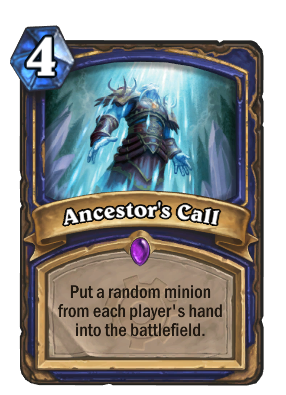 4
Ancestor's Call
Put a random minion
from each player's hand
into the battlefield.